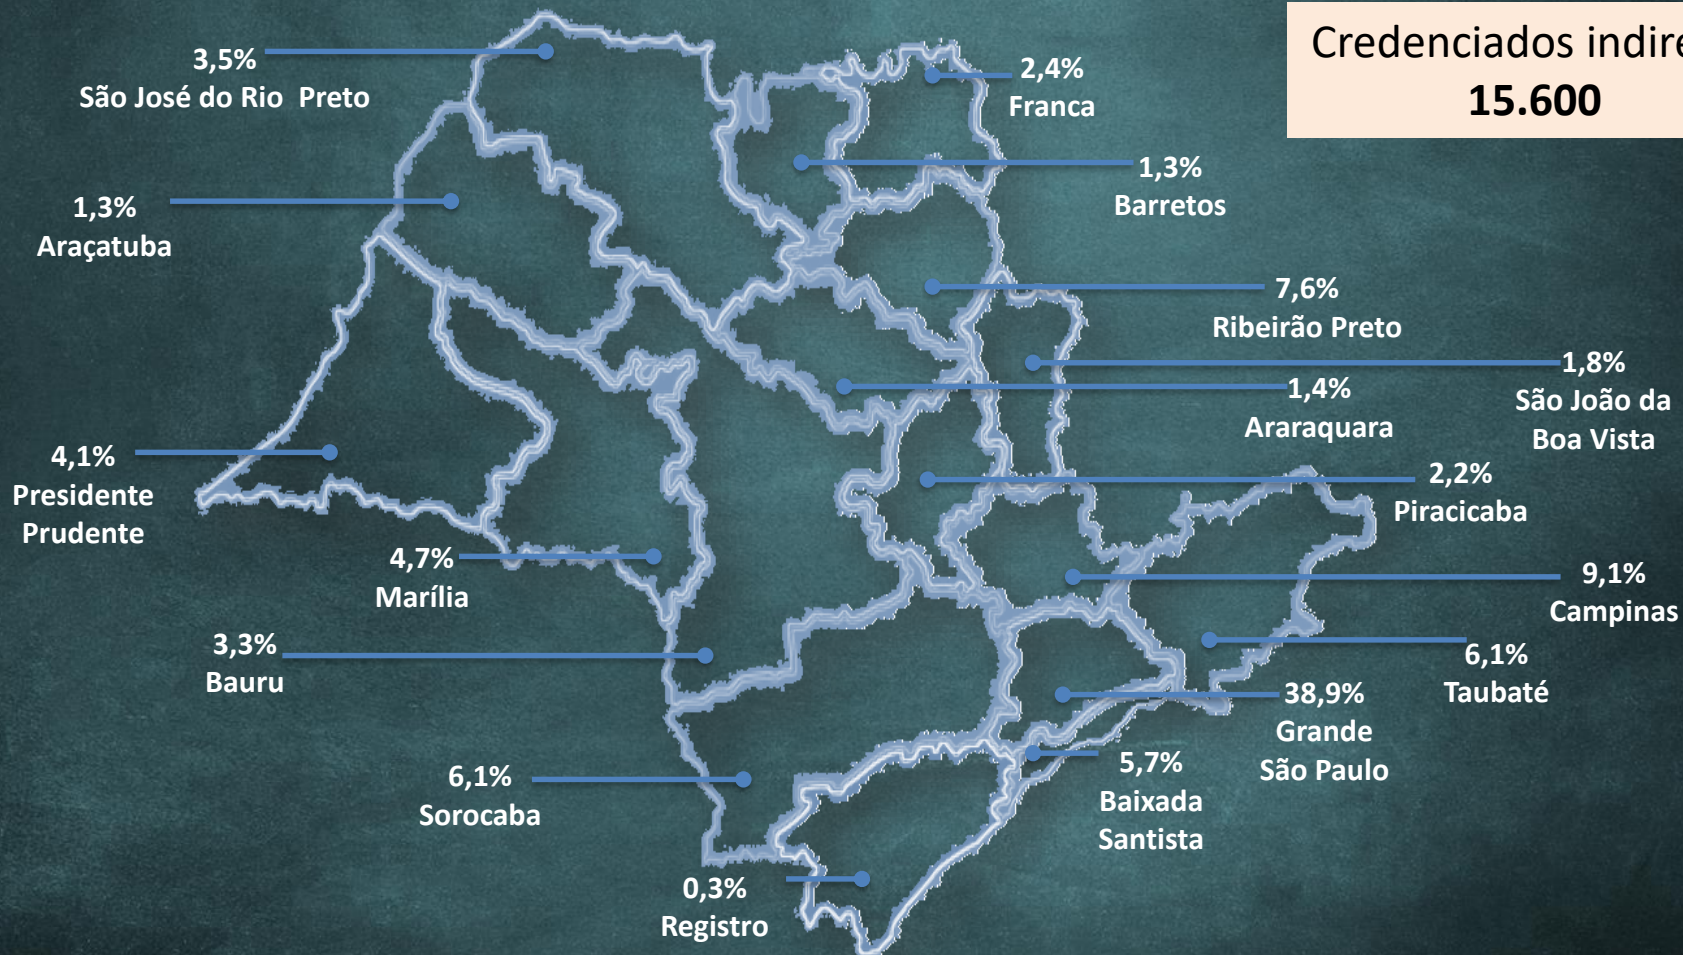 Credenciados
15.600
3,5%
São José do Rio Preto
2,4%
Franca
1,3%
Barretos
1,3%
Araçatuba
7,6%
Ribeirão Preto
1,8%
São João da
Boa Vista
1,4%
Araraquara
4,1%
Presidente
Prudente
2,2%
Piracicaba
4,7%
Marília
9,1%
Campinas
3,3%
Bauru
6,1%
Taubaté
38,9%
Grande
São Paulo
6,1%
Sorocaba
5,7%
Baixada
Santista
0,3%
Registro